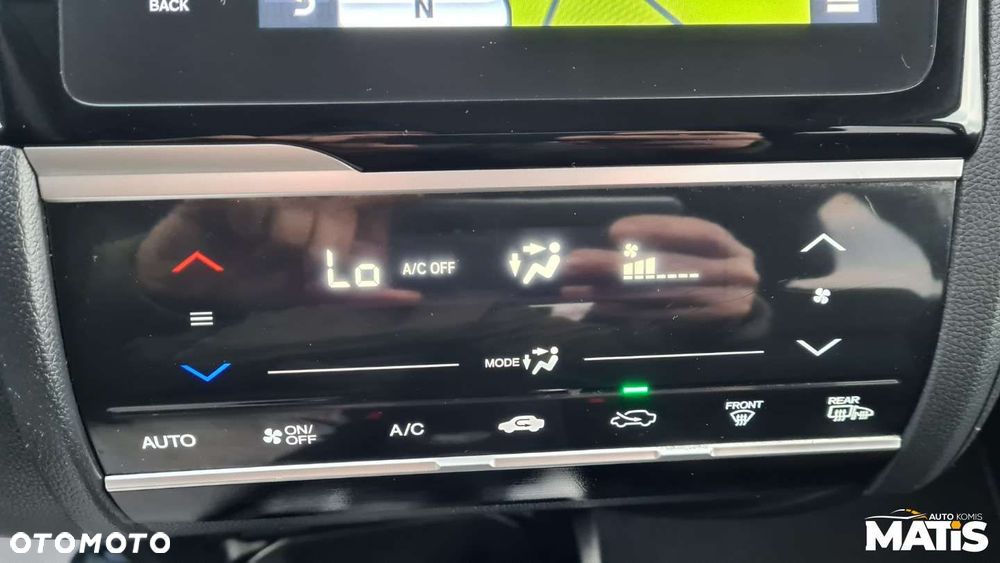 BACK
N
Lo A/C OFF
MODE
AUTO
ON/
OFF
A/C
FRONT
REAR
OTOMOTO
AUTO KOMIS
MATIS